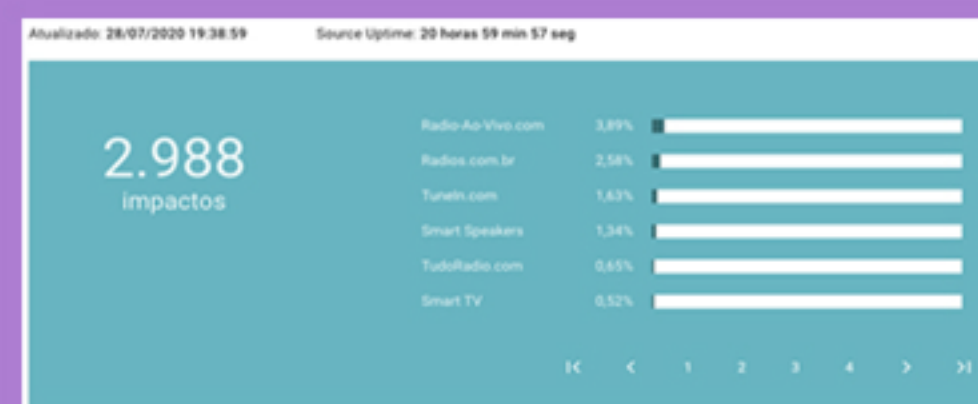 Atualizado: 28/07/2020 19:38:59 Source Uptime: 20 horas 59 min 57 seg
2.988
impactos
Radio-Ao-Vivo.com 3,89%
Radios.com.br 2,58%
TuneIn.com 1,63%
Smart Speakers 1,34%
TudoRadio.com 0,65%
Smart TV 0,52%
|< < 1 2 3 4 > >|